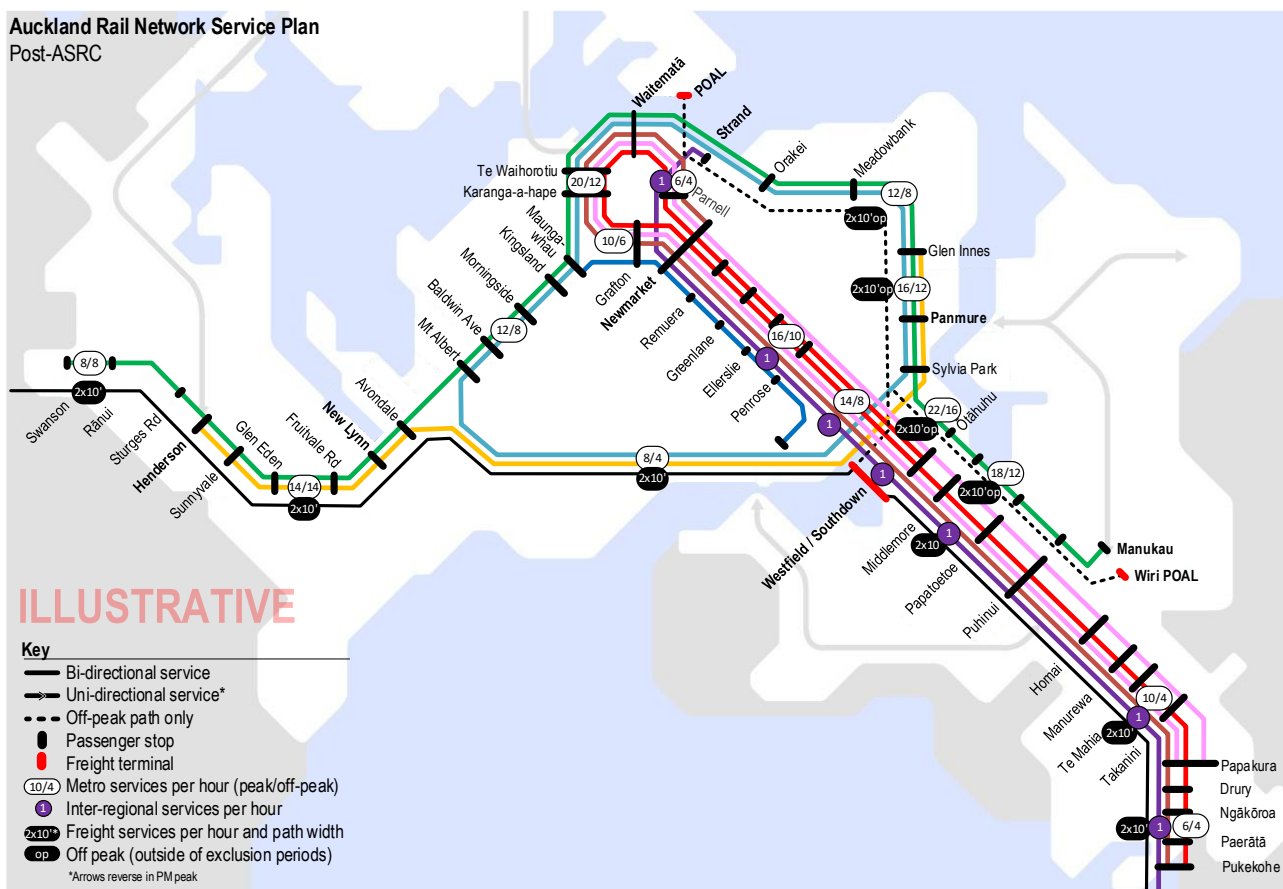 Auckland Rail Network Service Plan
Post-ASRC
Waitematā
POAL
Strand
Orakei
Meadowbank
Te Waihorotiu
Karanga-a-hape
20/12
1
6/4
Parnell
12/8
2x10'op
Maunga-
whau
Kingsland
Morningside
Baldwin Ave
Mt Albert
12/8
10/6
Grafton
Newmarket
Glen Innes
2x10'op
16/12
Panmure
Remuera
Greenlane
Ellerslie
Penrose
16/10
1
Sylvia Park
8/8
2x10'
Swanson
Rānui
Sturges Rd
Henderson
Sunnyvale
Glen Eden
Fruitvale Rd
New Lynn
Avondale
14/14
2x10'
14/8
1
22/16
2x10'op
Otāhuhu
8/4
2x10'
1
18/12
2x10'op
Westfield / Southdown
Middlemore
2x10
1
Papatoetoe
Puhinui
Manukau
Wiri POAL
Homai
Manurewa
Te Mahia
Takanini
10/4
1
2x10'
Papakura
Drury
Ngākōroa
Paerātā
Pukekohe
2x10'
1
6/4
ILLUSTRATIVE
Key
Bi-directional service
Uni-directional service*
Off-peak path only
Passenger stop
Freight terminal
10/4 Metro services per hour (peak/off-peak)
1 Inter-regional services per hour
2x10'* Freight services per hour and path width
op Off peak (outside of exclusion periods)
*Arrows reverse in PM peak